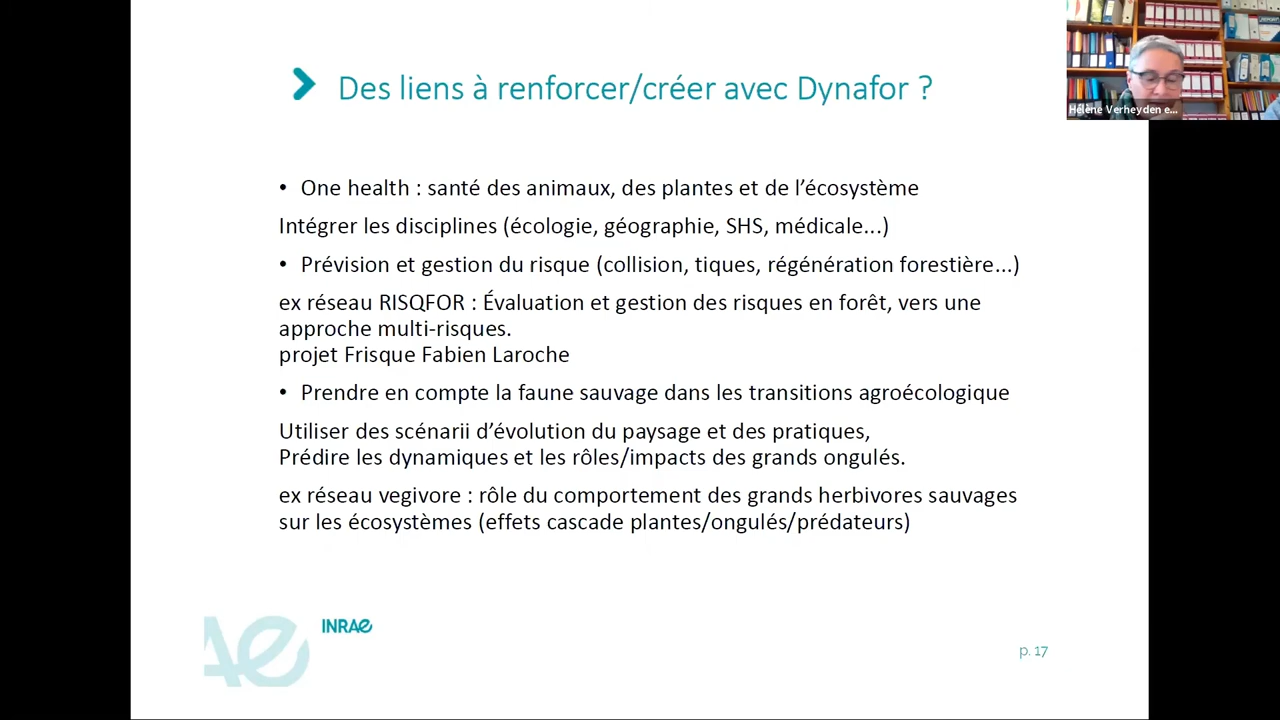 Des liens à renforcer/créer avec Dynafor ?
Hélène Verheyden e...
• One health : santé des animaux, des plantes et de l’écosystème
Intégrer les disciplines (écologie, géographie, SHS, médicale...)
• Prévision et gestion du risque (collision, tiques, régénération forestière...)
ex réseau RISQFOR : Évaluation et gestion des risques en forêt, vers une
approche multi-risques.
projet Frisque Fabien Laroche
• Prendre en compte la faune sauvage dans les transitions agroécologique
Utiliser des scénarii d’évolution du paysage et des pratiques,
Prédire les dynamiques et les rôles/impacts des grands ongulés.
ex réseau vegivore : rôle du comportement des grands herbivores sauvages
sur les écosystèmes (effets cascade plantes/ongulés/prédateurs)
INRAE
p. 17